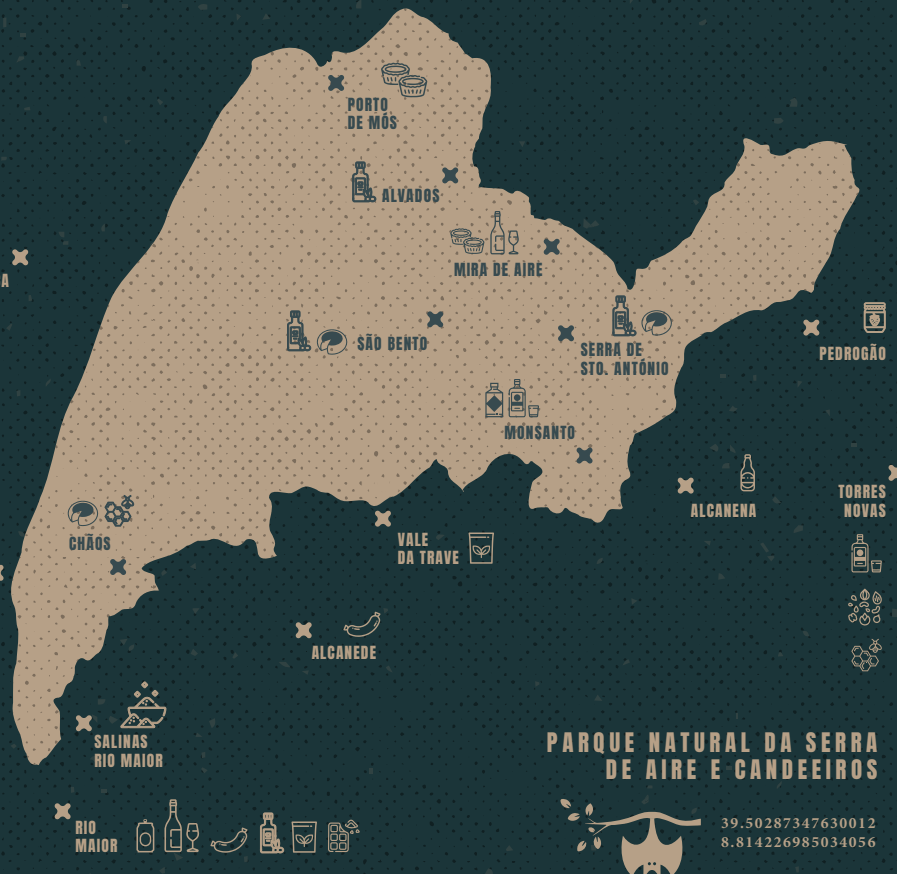 PORTO
DE MÓS
ALVADOS
MIRA DE AIRE
A
SÃO BENTO
SERRA DE
STO. ANTÓNIO
PEDROGÃO
MONSANTO
ALCANENA
TORRES
NOVAS
CHÃOS
VALE
DA TRAVE
ALCANEDE
SALINAS
RIO MAIOR
PARQUE NATURAL DA SERRA
DE AIRE E CANDEEIROS
RIO
MAIOR
39.50287347630012
8.814226985034056